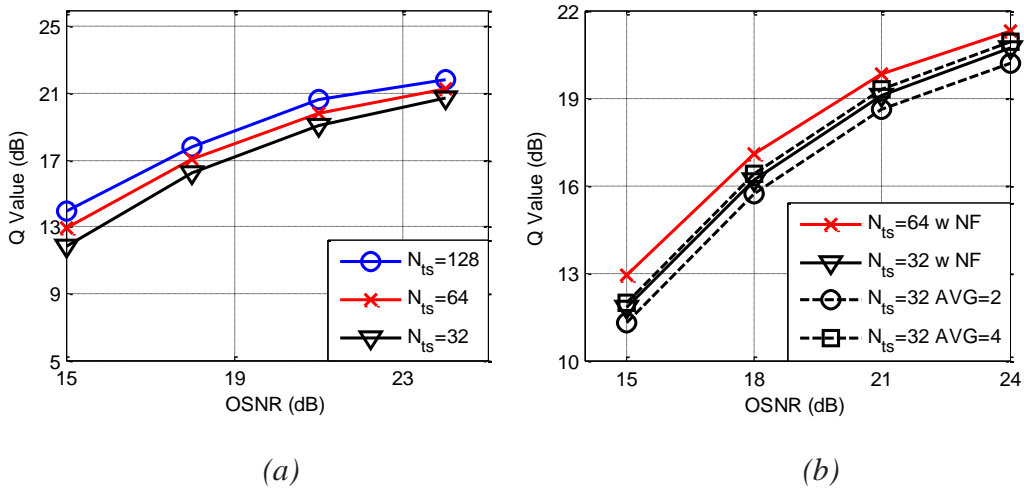 25
21
17
13
9
5
Q Value (dB)
15
19
23
OSNR (dB)
N_ts=128
N_ts=64
N_ts=32
(a)
22
19
16
13
10
Q Value (dB)
15
18
21
24
OSNR (dB)
N_ts=64 w NF
N_ts=32 w NF
N_ts=32 AVG=2
N_ts=32 AVG=4
(b)